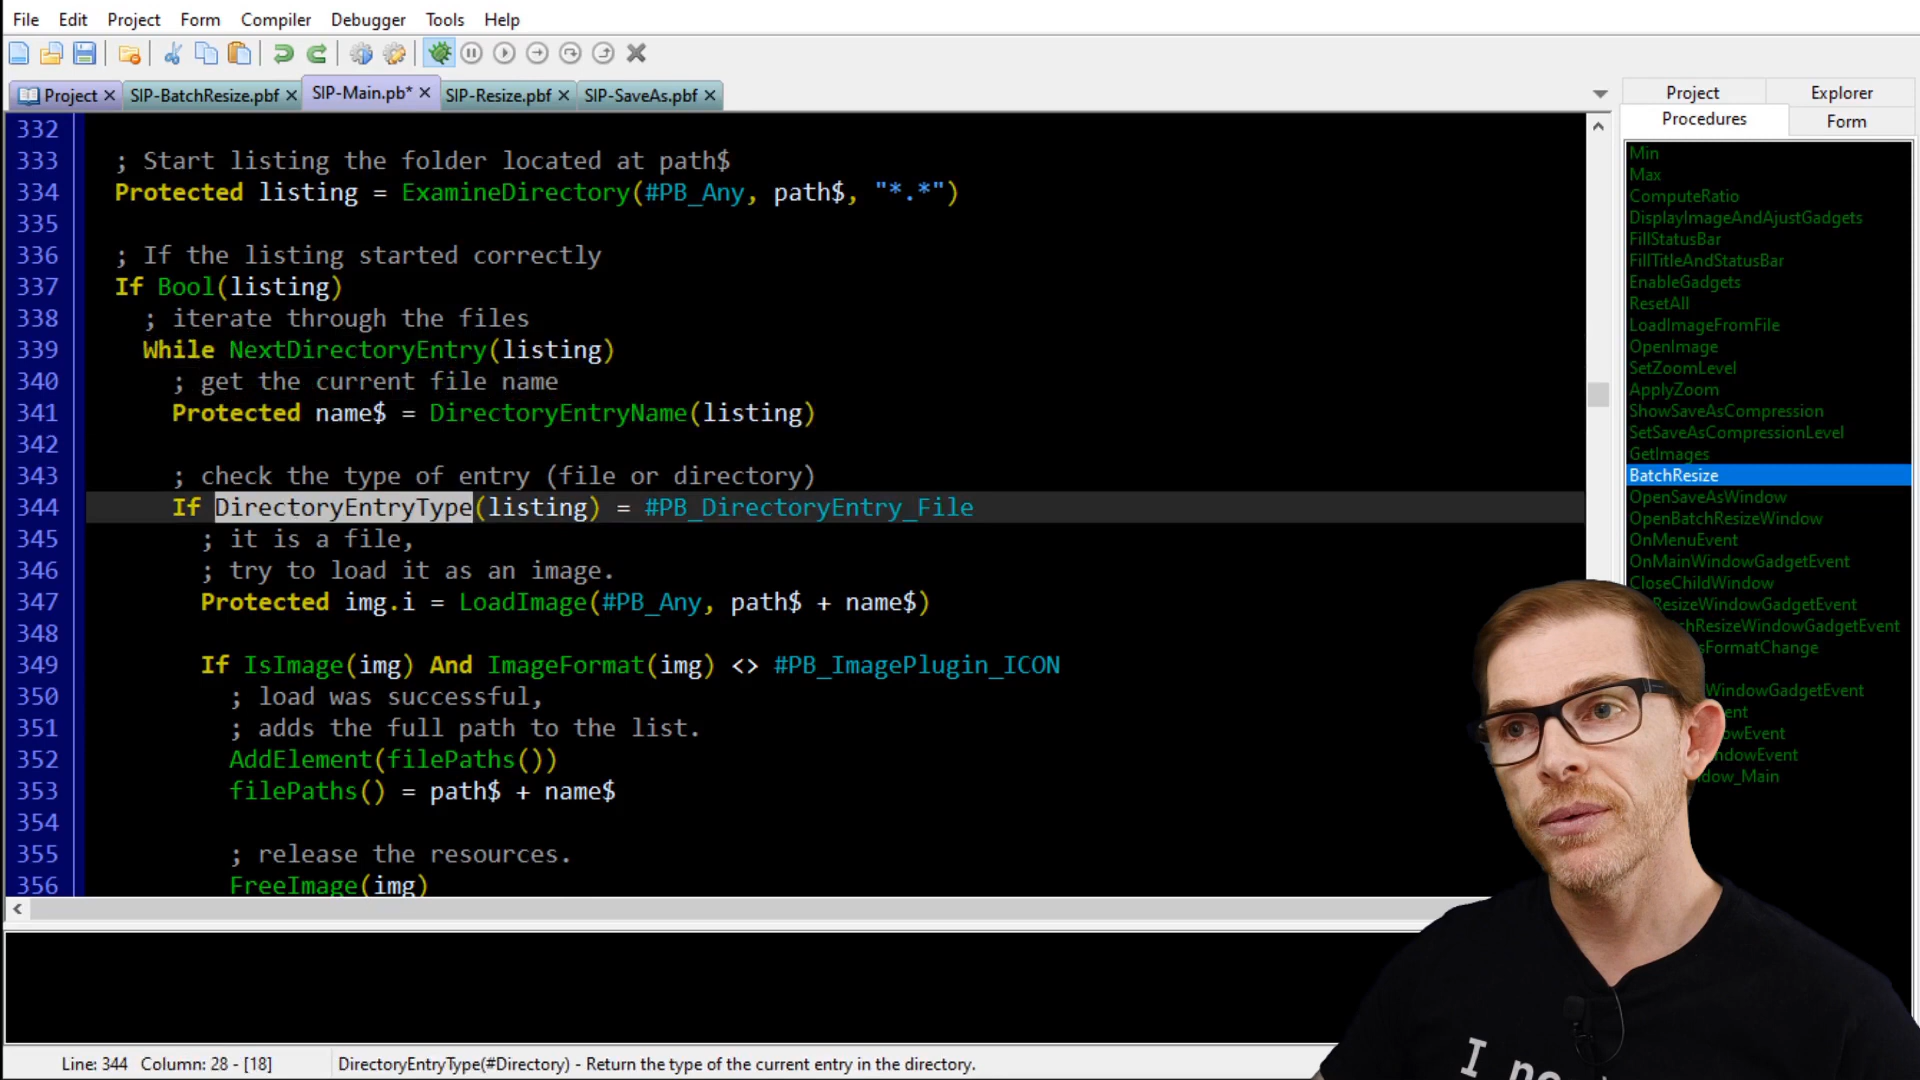 File Edit Project Form Compiler Debugger Tools Help
Project SIP-BatchResize.pbf SIP-Main.pb* SIP-Resize.pbf SIP-SaveAs.pbf
332
333 ; Start listing the folder located at path$
334 Protected listing = ExamineDirectory(#PB_Any, path$, "*.*")
335
336 ; If the listing started correctly
337 If Bool(listing)
338 ; iterate through the files
339 While NextDirectoryEntry(listing)
340 ; get the current file name
341 Protected name$ = DirectoryEntryName(listing)
342
343 ; check the type of entry (file or directory)
344 If DirectoryEntryType(listing) = #PB_DirectoryEntry_File
345 ; it is a file,
346 ; try to load it as an image.
347 Protected img.i = LoadImage(#PB_Any, path$ + name$)
348
349 If IsImage(img) And ImageFormat(img) <> #PB_ImagePlugin_ICON
350 ; load was successful,
351 ; adds the full path to the list.
352 AddElement(filePaths())
353 filePaths() = path$ + name$
354
355 ; release the resources.
356 FreeImage(img)
Project Explorer
Procedures Form
Min
Max
ComputeRatio
DisplayImageAndAjustGadgets
FillStatusBar
FillTitleAndStatusBar
EnableGadgets
ResetAll
LoadImageFromFile
OpenImage
SetZoomLevel
ApplyZoom
ShowSaveAsCompression
SetSaveAsCompressionLevel
GetImages
BatchResize
OpenSaveAsWindow
OpenBatchResizeWindow
OnMenuEvent
OnMainWindowGadgetEvent
CloseChildWindow
ResizeWindowGadgetEvent
chResizeWindowGadgetEvent
sFormatChange
WindowGadgetEvent
ent
owEvent
ndowEvent
dow_Main
Line: 344 Column: 28 - [18] DirectoryEntryType(#Directory) - Return the type of the current entry in the directory.
I